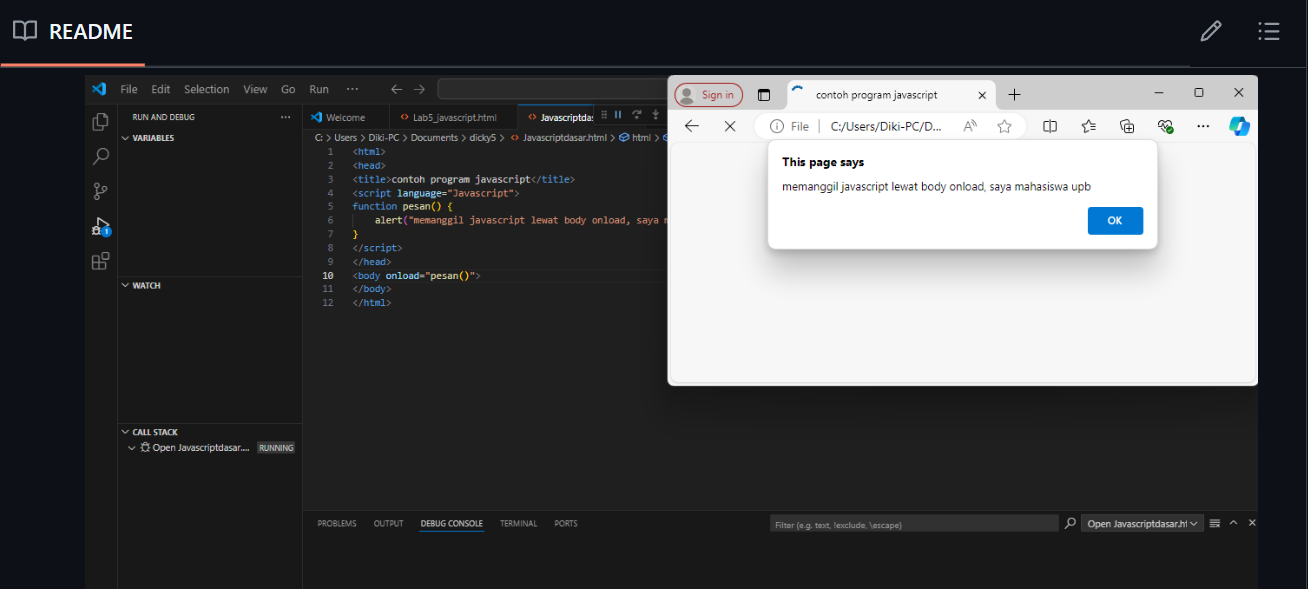 README
File Edit Selection View Go Run ···
RUN AND DEBUG ···
VARIABLES
1
WATCH
CALL STACK
Open Javascriptdasar.... RUNNING
Welcome Lab5_javascript.html Javascriptdas
C: > Users > Diki-PC > Documents > dicky5 > Javascriptdasar.html > html >
1 <html>
2 <head>
3 <title>contoh program javascript</title>
4 <script language="Javascript">
5 function pesan() {
6 alert("memanggil javascript lewat body onload, saya m
7 }
8 </script>
9 </head>
10 <body onload="pesan()">
11 </body>
12 </html>
Sign in contoh program javascript
File C:/Users/Diki-PC/D... ···
This page says
memanggil javascript lewat body onload, saya mahasiswa upb
OK
PROBLEMS OUTPUT DEBUG CONSOLE TERMINAL PORTS
Filter (e.g. text, !exclude, \escape) Open Javascriptdasar.ht